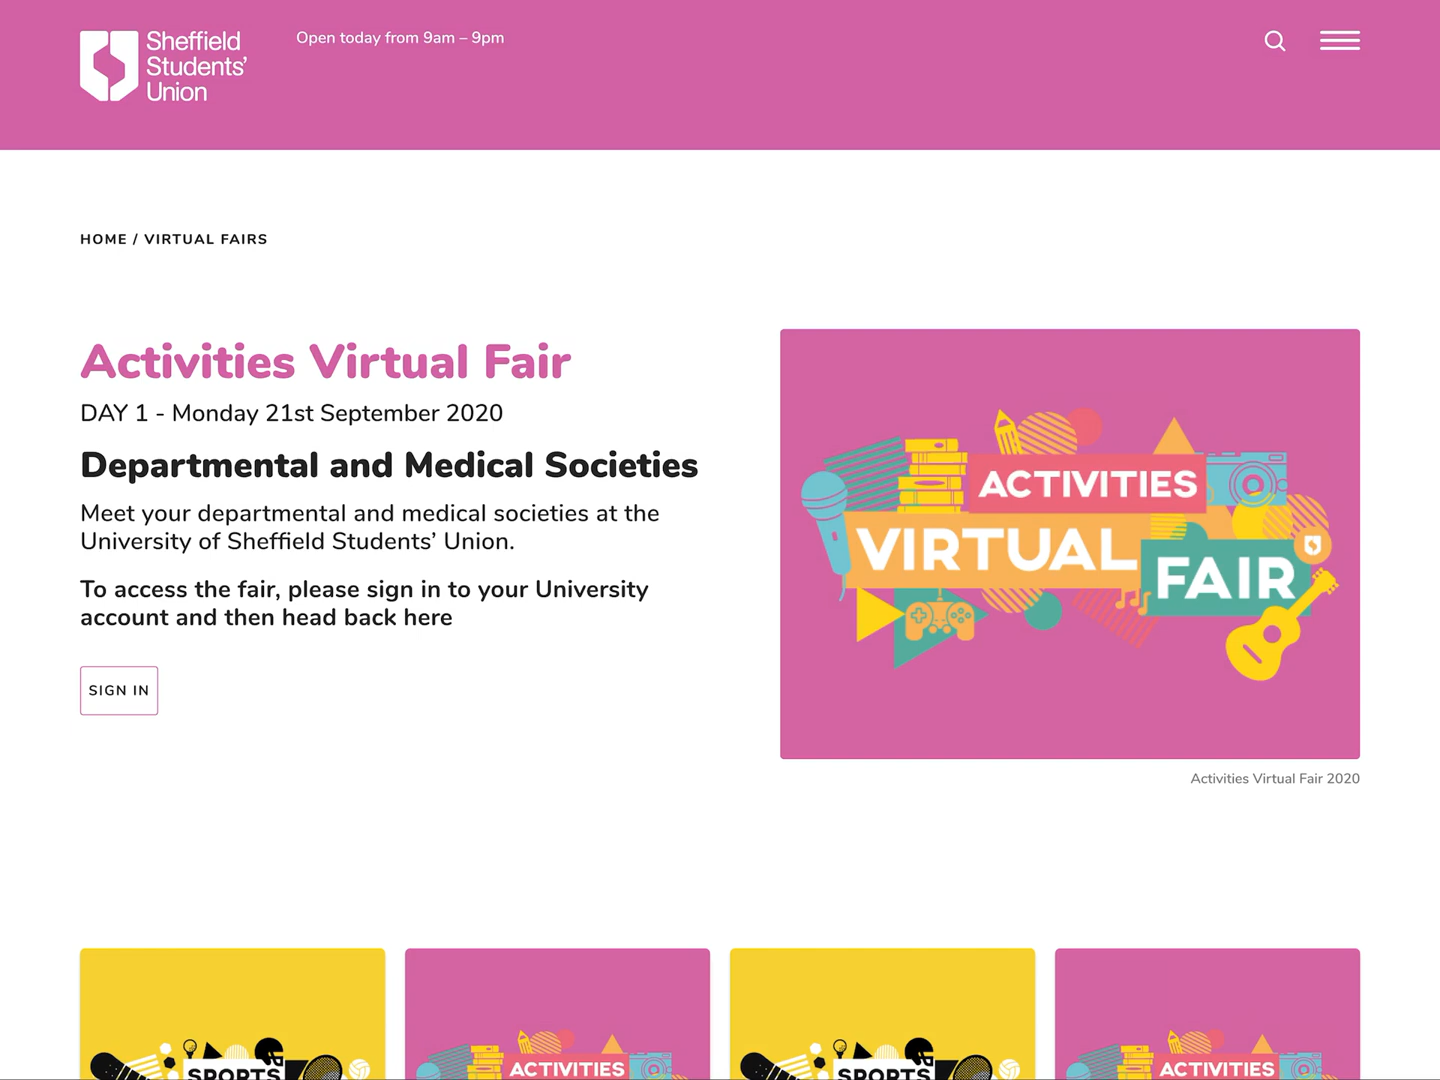 Sheffield
Students'
Union
Open today from 9am – 9pm
HOME / VIRTUAL FAIRS
Activities Virtual Fair
DAY 1 - Monday 21st September 2020
Departmental and Medical Societies
Meet your departmental and medical societies at the
University of Sheffield Students' Union.
To access the fair, please sign in to your University
account and then head back here
SIGN IN
ACTIVITIES
VIRTUAL
FAIR
Activities Virtual Fair 2020
SPORTS
ACTIVITIES
SPORTS
ACTIVITIES